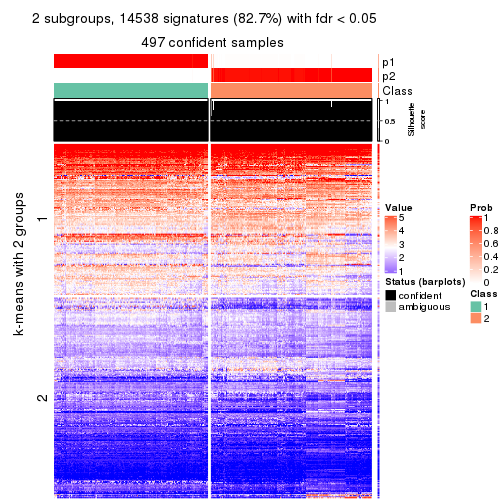 2 subgroups, 14538 signatures (82.7%) with fdr < 0.05
497 confident samples
p1
p2
Class
1
0.5
0
Silhouette
score
k-means with 2 groups
1
2
Value
5
4
3
2
1
Status (barplots)
confident
ambiguous
Prob
1
0.8
0.6
0.4
0.2
0
Class
1
2